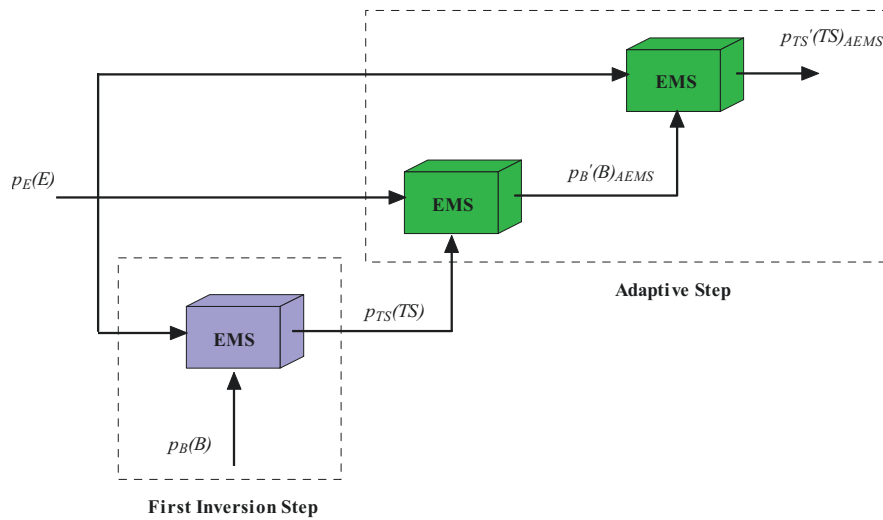 p_TS'(TS)_AEMS
EMS
p_E(E)
EMS
p_B'(B)_AEMS
Adaptive Step
EMS
p_TS(TS)
p_B(B)
First Inversion Step